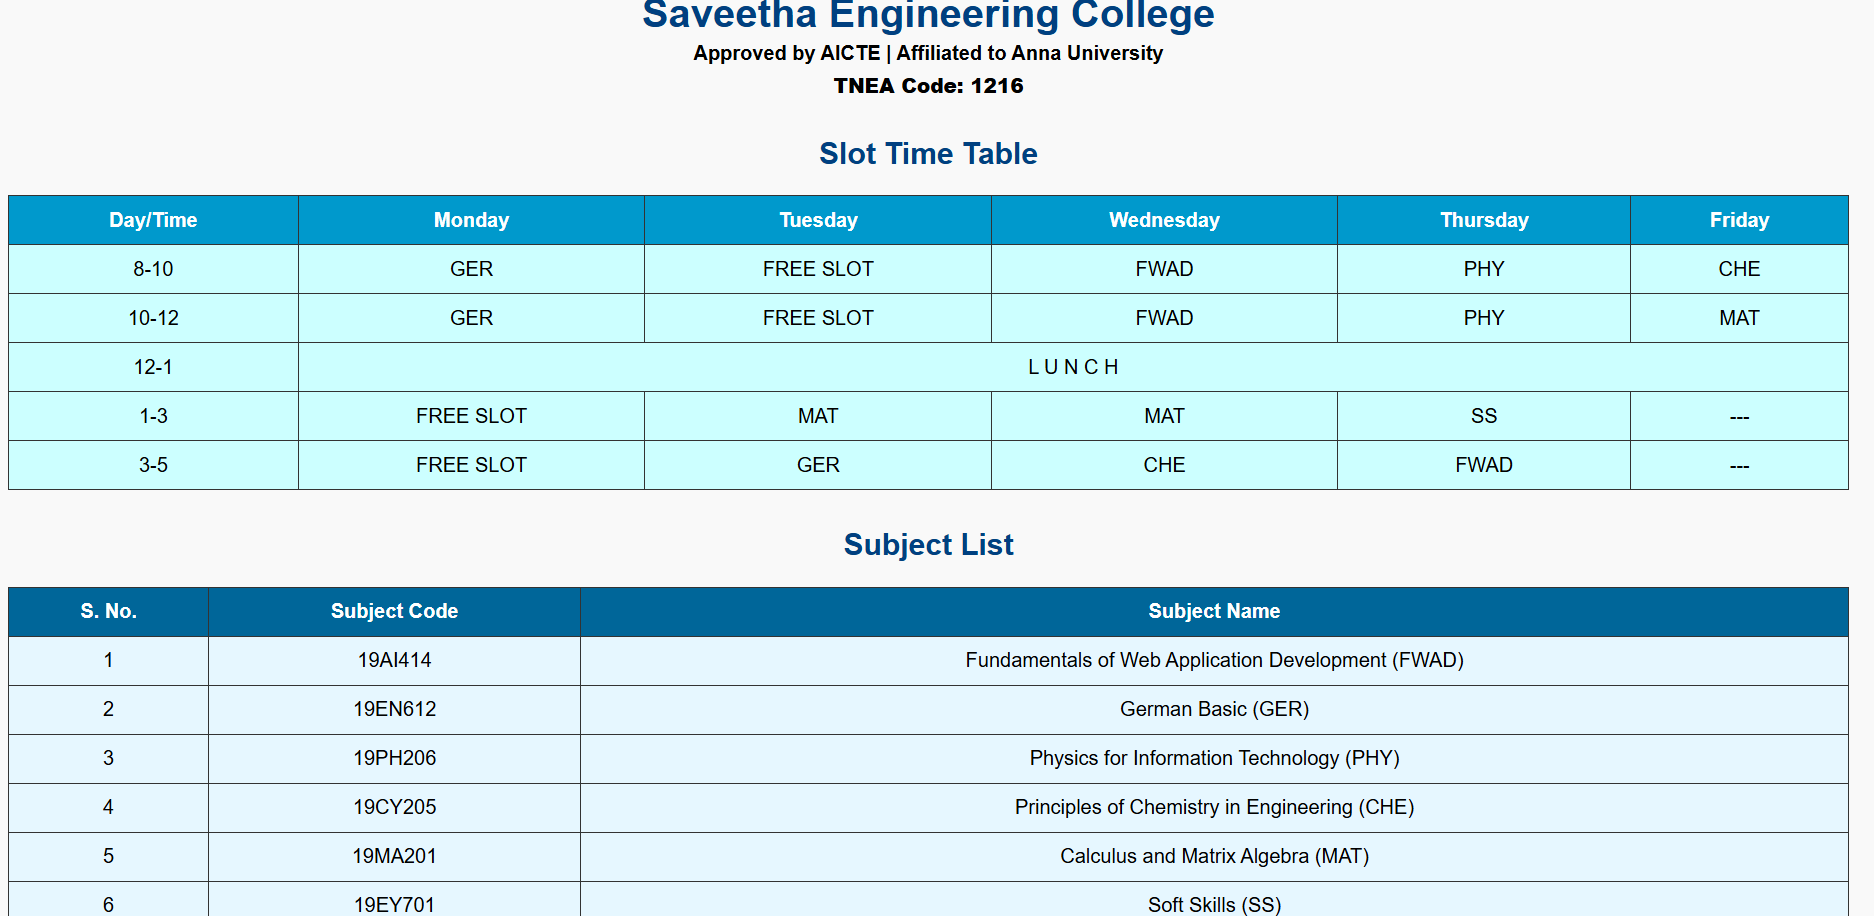 Saveetha Engineering College
Approved by AICTE | Affiliated to Anna University
TNEA Code: 1216
Slot Time Table
Day/Time Monday Tuesday Wednesday Thursday Friday
8-10 GER FREE SLOT FWAD PHY CHE
10-12 GER FREE SLOT FWAD PHY MAT
12-1 L U N C H
1-3 FREE SLOT MAT MAT SS ---
3-5 FREE SLOT GER CHE FWAD ---
Subject List
S. No. Subject Code Subject Name
1 19AI414 Fundamentals of Web Application Development (FWAD)
2 19EN612 German Basic (GER)
3 19PH206 Physics for Information Technology (PHY)
4 19CY205 Principles of Chemistry in Engineering (CHE)
5 19MA201 Calculus and Matrix Algebra (MAT)
6 19EY701 Soft Skills (SS)